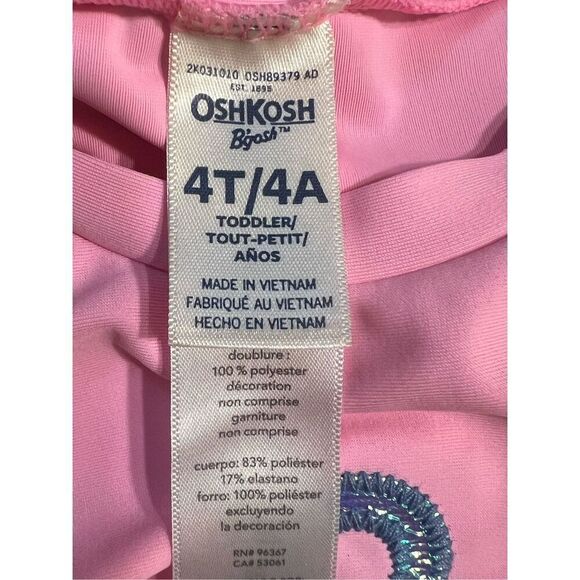 2K031010 OSH89379 AD
EST. 1895
OSHKOSH
B'gosh™
4T/4A
TODDLER/
TOUT-PETIT/
AÑOS
MADE IN VIETNAM
FABRIQUÉ AU VIETNAM
HECHO EN VIETNAM
doublure :
100 % polyester
décoration
non comprise
garniture
non comprise
cuerpo: 83% poliéster
17% elastano
forro: 100% poliéster
excluyendo
la decoración
RN# 96367
CA# 53061